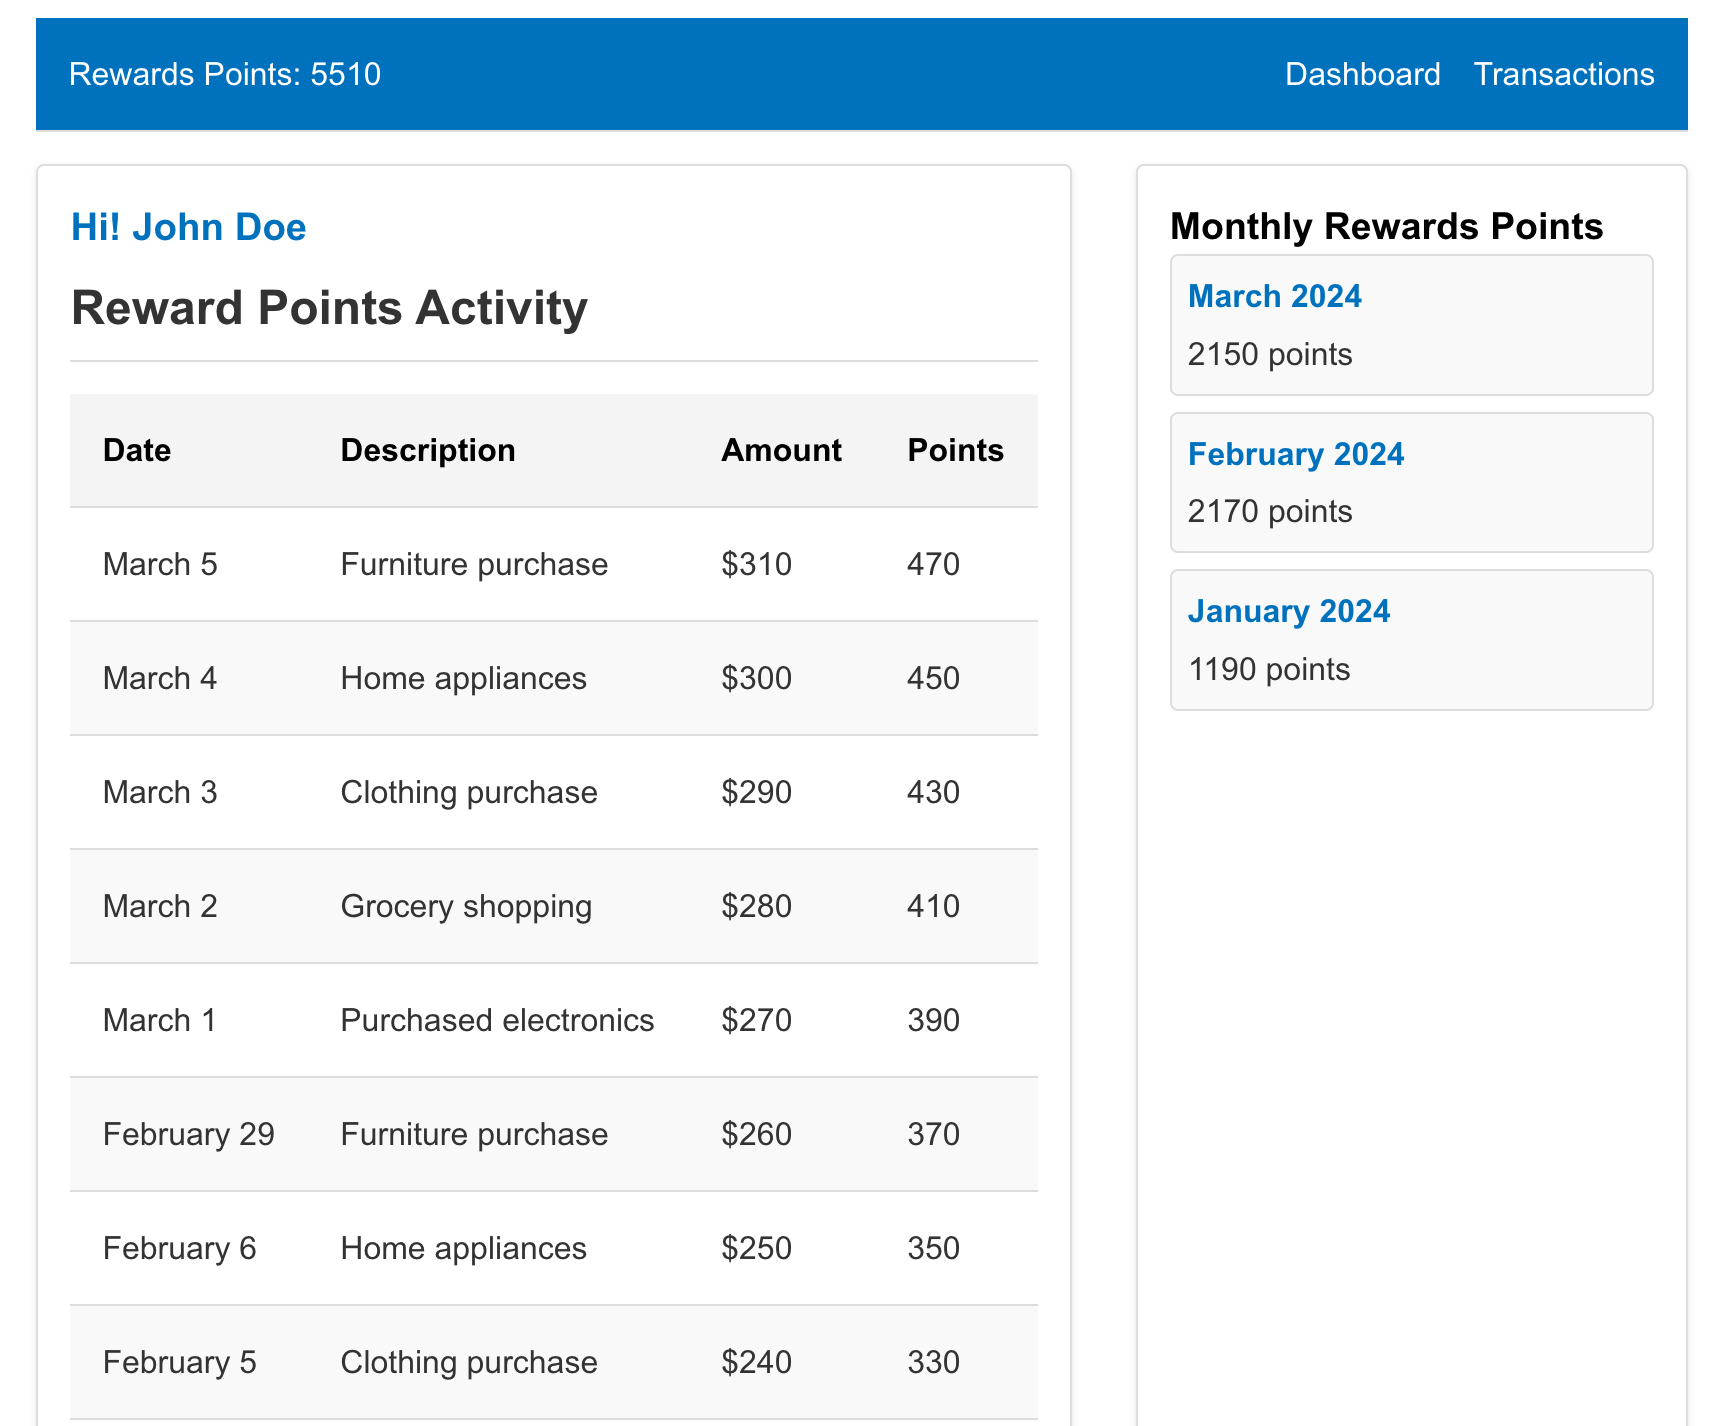 Rewards Points: 5510
Dashboard Transactions
Hi! John Doe
Reward Points Activity
Date Description Amount Points
March 5 Furniture purchase $310 470
March 4 Home appliances $300 450
March 3 Clothing purchase $290 430
March 2 Grocery shopping $280 410
March 1 Purchased electronics $270 390
February 29 Furniture purchase $260 370
February 6 Home appliances $250 350
February 5 Clothing purchase $240 330
Monthly Rewards Points
March 2024
2150 points
February 2024
2170 points
January 2024
1190 points